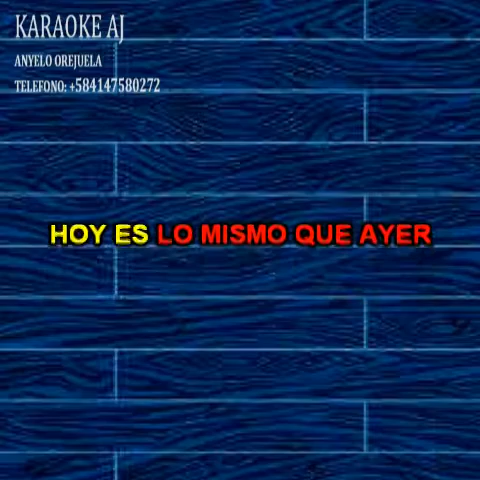 KARAOKE AJ
ANYELO OREJUELA
TELEFONO: +584147580272
HOY ES LO MISMO QUE AYER